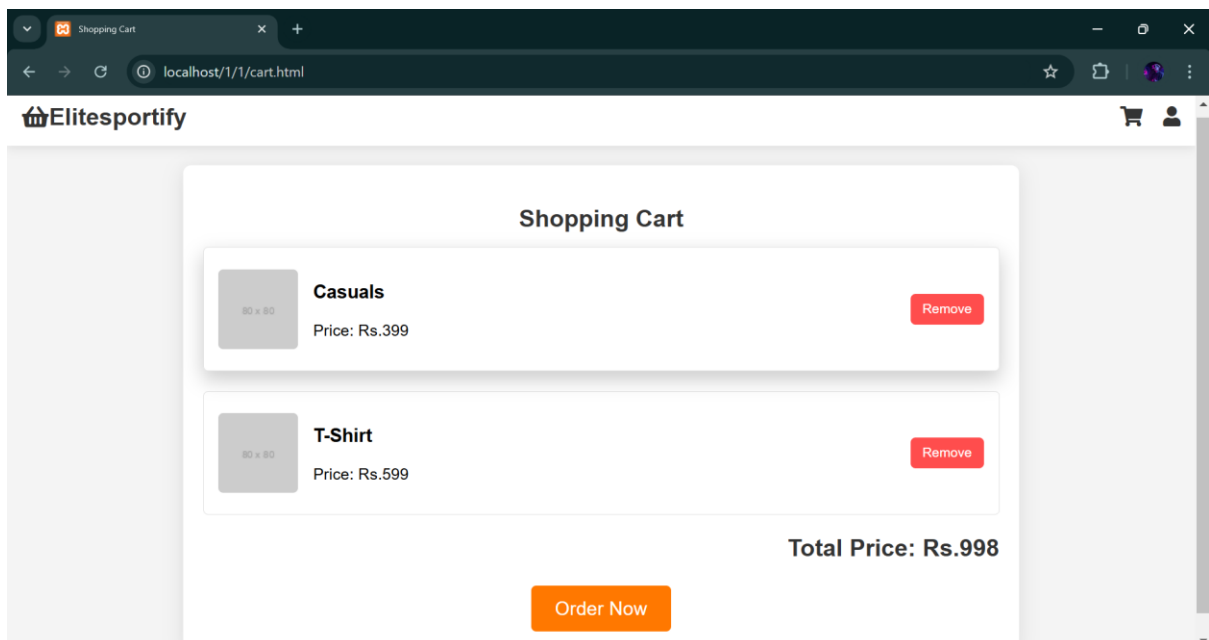 Shopping Cart
localhost/1/1/cart.html
Elitesportify
Shopping Cart
80 x 80
Casuals
Price: Rs.399
Remove
80 x 80
T-Shirt
Price: Rs.599
Remove
Total Price: Rs.998
Order Now